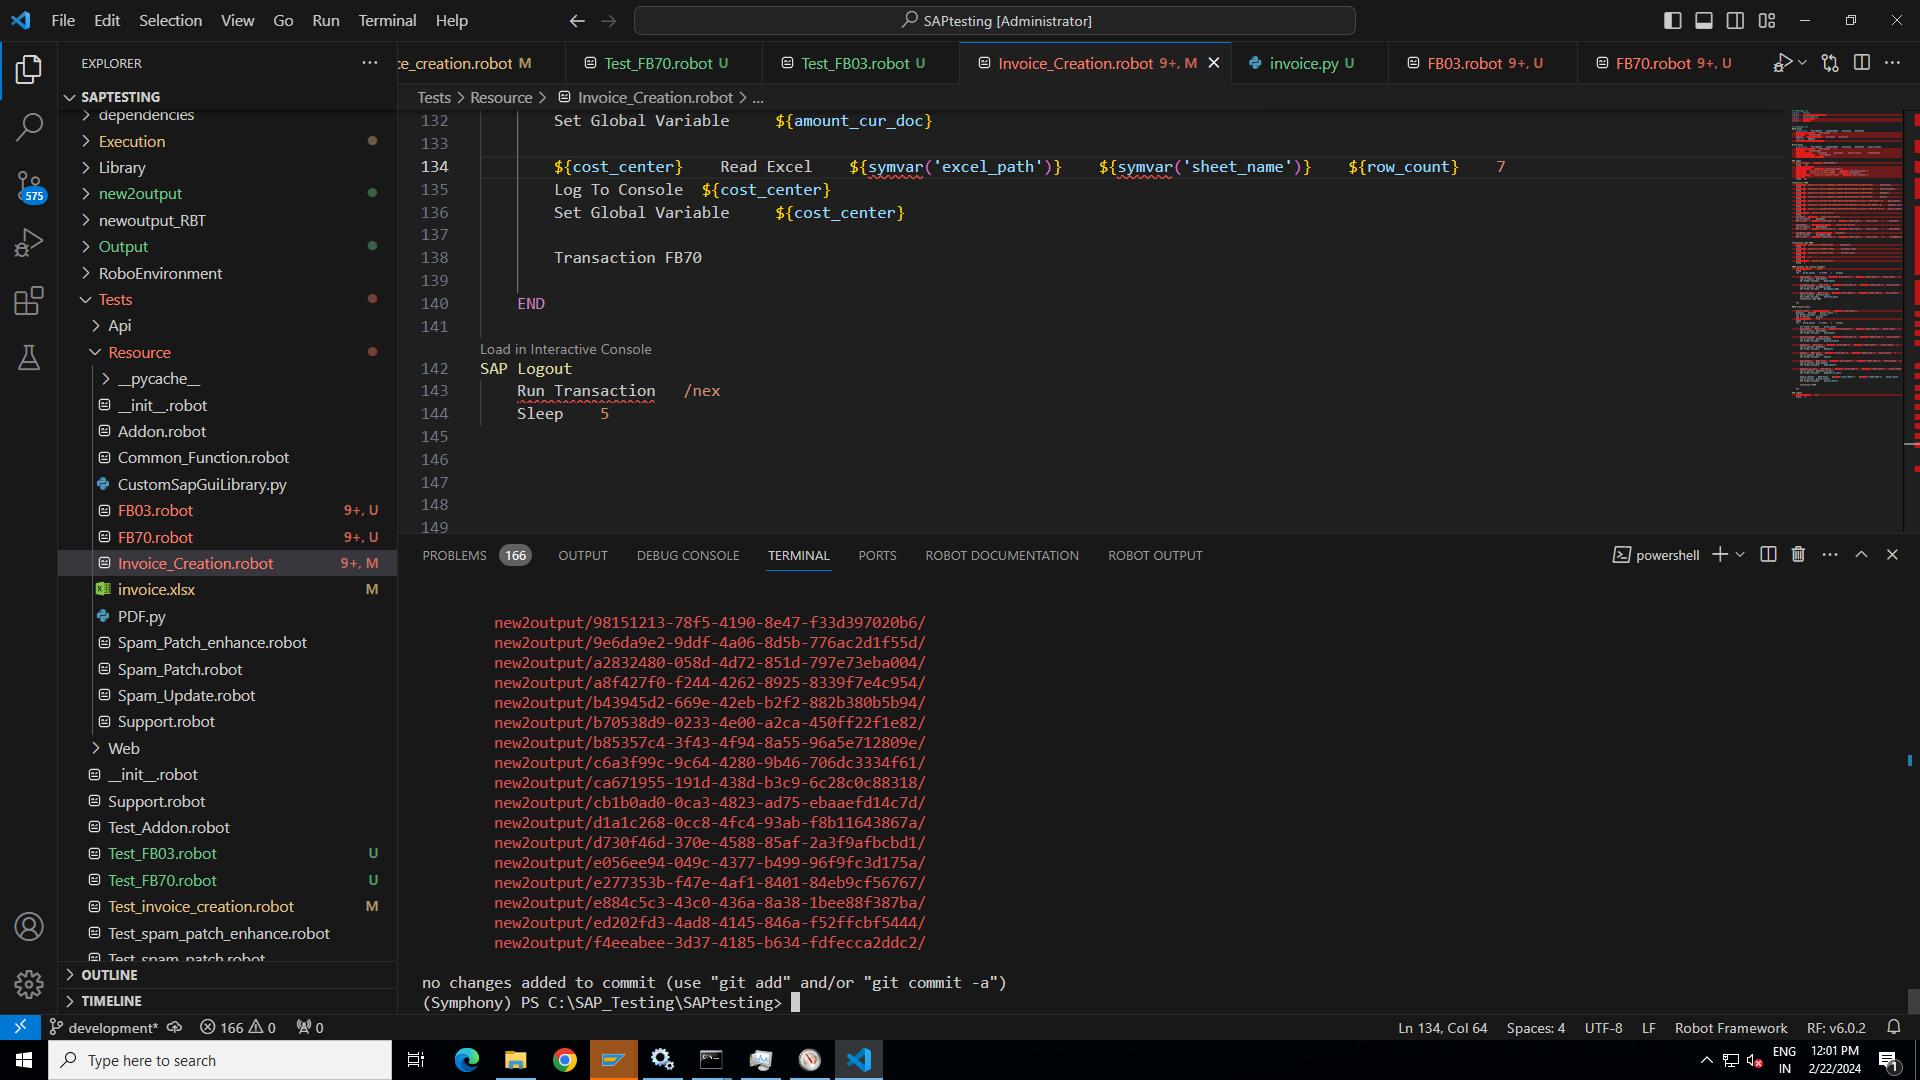 File Edit Selection View Go Run Terminal Help
SAPtesting [Administrator]
EXPLORER
ce_creation.robot M
Test_FB70.robot U
Test_FB03.robot U
Invoice_Creation.robot 9+, M
invoice.py U
FB03.robot 9+, U
FB70.robot 9+, U
SAPTESTING
dependencies
Execution
Library
new2output
newoutput_RBT
Output
RoboEnvironment
Tests
Api
Resource
__pycache__
__init__.robot
Addon.robot
Common_Function.robot
CustomSapGuiLibrary.py
FB03.robot 9+, U
FB70.robot 9+, U
Invoice_Creation.robot 9+, M
invoice.xlsx M
PDF.py
Spam_Patch_enhance.robot
Spam_Patch.robot
Spam_Update.robot
Support.robot
Web
__init__.robot
Support.robot
Test_Addon.robot
Test_FB03.robot U
Test_FB70.robot U
Test_invoice_creation.robot M
Test_spam_patch_enhance.robot
Test_spam_patch.robot
OUTLINE
TIMELINE
575
Tests > Resource > Invoice_Creation.robot > ...
132 Set Global Variable ${amount_cur_doc}
133
134 ${cost_center} Read Excel ${symvar('excel_path')} ${symvar('sheet_name')} ${row_count} 7
135 Log To Console ${cost_center}
136 Set Global Variable ${cost_center}
137
138 Transaction FB70
139
140 END
141
Load in Interactive Console
142 SAP Logout
143 Run Transaction /nex
144 Sleep 5
145
146
147
148
149
PROBLEMS 166 OUTPUT DEBUG CONSOLE TERMINAL PORTS ROBOT DOCUMENTATION ROBOT OUTPUT
powershell
new2output/98151213-78f5-4190-8e47-f33d397020b6/
new2output/9e6da9e2-9ddf-4a06-8d5b-776ac2d1f55d/
new2output/a2832480-058d-4d72-851d-797e73eba004/
new2output/a8f427f0-f244-4262-8925-8339f7e4c954/
new2output/b43945d2-669e-42eb-b2f2-882b380b5b94/
new2output/b70538d9-0233-4e00-a2ca-450ff22f1e82/
new2output/b85357c4-3f43-4f94-8a55-96a5e712809e/
new2output/c6a3f99c-9c64-4280-9b46-706dc3334f61/
new2output/ca671955-191d-438d-b3c9-6c28c0c88318/
new2output/cb1b0ad0-0ca3-4823-ad75-ebaaefd14c7d/
new2output/d1a1c268-0cc8-4fc4-93ab-f8b11643867a/
new2output/d730f46d-370e-4588-85af-2a3f9afbcbd1/
new2output/e056ee94-049c-4377-b499-96f9fc3d175a/
new2output/e277353b-f47e-4af1-8401-84eb9cf56767/
new2output/e884c5c3-43c0-436a-8a38-1bee88f387ba/
new2output/ed202fd3-4ad8-4145-846a-f52ffcbf5444/
new2output/f4eeabee-3d37-4185-b634-fdfecca2ddc2/
no changes added to commit (use "git add" and/or "git commit -a")
(Symphony) PS C:\SAP_Testing\SAPtesting>
development* 166 0 0
Ln 134, Col 64 Spaces: 4 UTF-8 LF Robot Framework RF: v6.0.2
Type here to search
ENG
IN
12:01 PM
2/22/2024
1